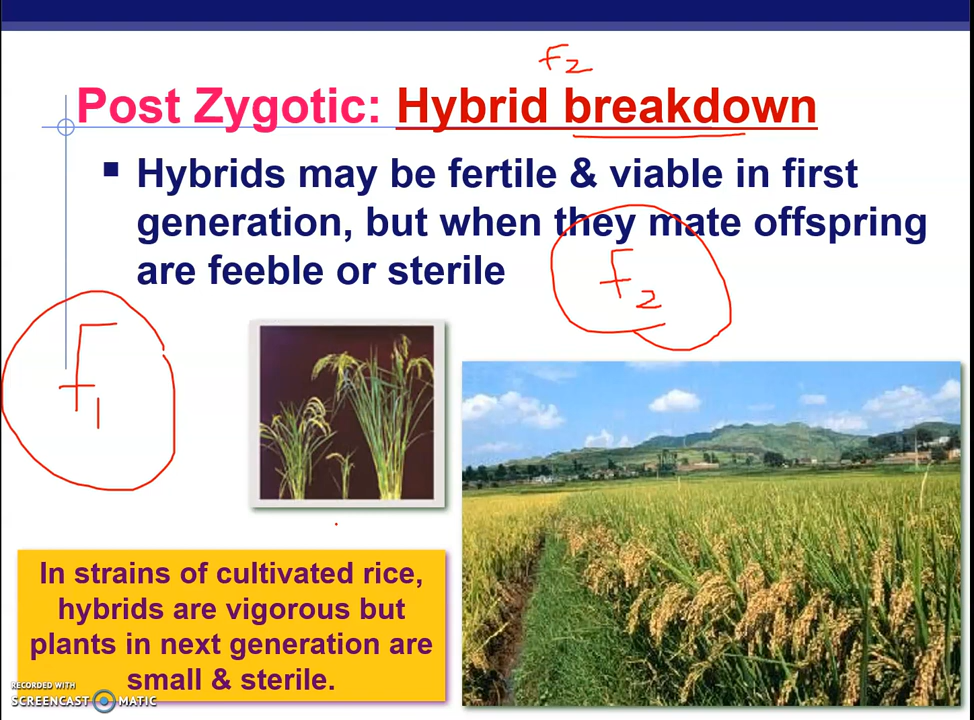 F2
Post Zygotic: Hybrid breakdown
▪ Hybrids may be fertile & viable in first
generation, but when they mate offspring
are feeble or sterile
F2
F1
In strains of cultivated rice,
hybrids are vigorous but
plants in next generation are
small & sterile.
RECORDED WITH
SCREENCAST MATIC